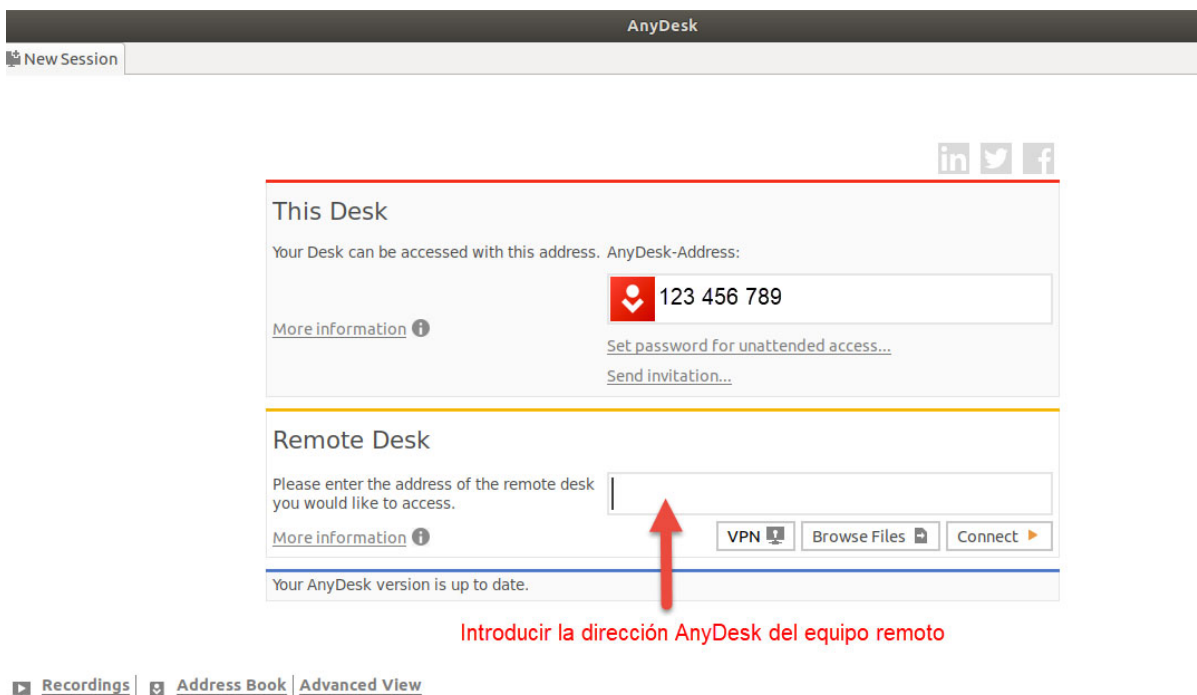 AnyDesk
New Session
in
f
This Desk
Your Desk can be accessed with this address. AnyDesk-Address:
123 456 789
More information i
Set password for unattended access...
Send invitation...
Remote Desk
Please enter the address of the remote desk
you would like to access.
More information i
VPN Browse Files Connect
Your AnyDesk version is up to date.
Introducir la dirección AnyDesk del equipo remoto
Recordings Address Book Advanced View